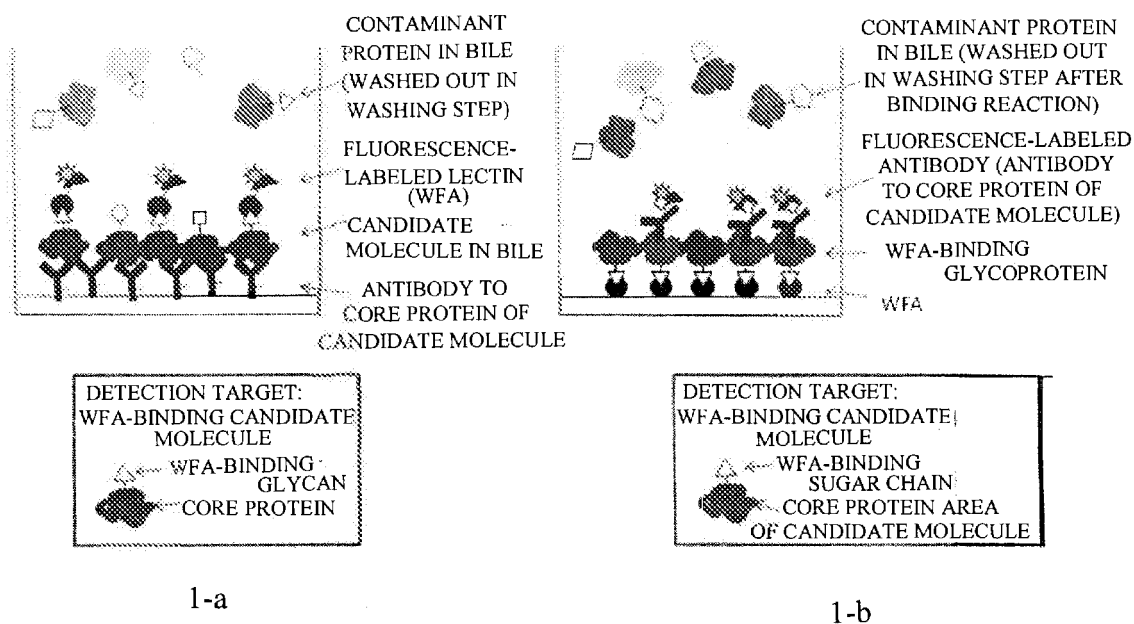 CONTAMINANT
PROTEIN IN BILE
(WASHED OUT IN
WASHING STEP)
FLUORESCENCE-
LABELED LECTIN
(WFA)
CANDIDATE
MOLECULE IN BILE
ANTIBODY TO
CORE PROTEIN OF
CANDIDATE MOLECULE
DETECTION TARGET:
WFA-BINDING CANDIDATE
MOLECULE
WFA-BINDING
GLYCAN
CORE PROTEIN
1-a
CONTAMINANT PROTEIN
IN BILE (WASHED OUT
IN WASHING STEP AFTER
BINDING REACTION)
FLUORESCENCE-LABELED
ANTIBODY (ANTIBODY
TO CORE PROTEIN OF
CANDIDATE MOLECULE)
WFA-BINDING
GLYCOPROTEIN
WFA
DETECTION TARGET:
WFA-BINDING CANDIDATE
MOLECULE
WFA-BINDING
SUGAR CHAIN
CORE PROTEIN AREA
OF CANDIDATE MOLECULE
1-b